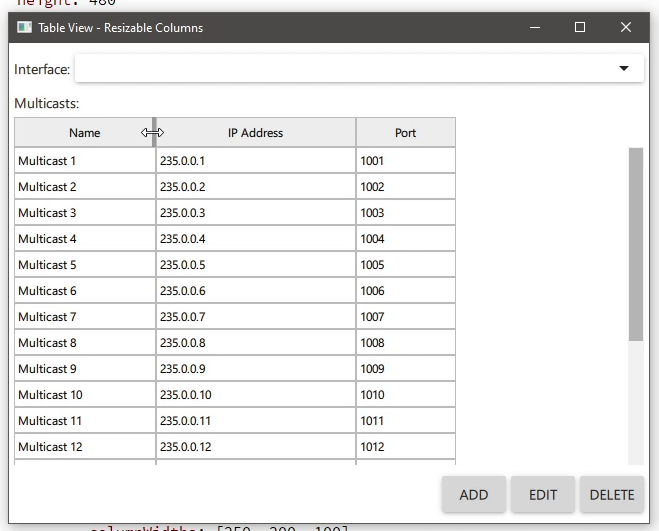 height: 480
Table View - Resizable Columns
Interface:
Multicasts:
Name IP Address Port
Multicast 1 235.0.0.1 1001
Multicast 2 235.0.0.2 1002
Multicast 3 235.0.0.3 1003
Multicast 4 235.0.0.4 1004
Multicast 5 235.0.0.5 1005
Multicast 6 235.0.0.6 1006
Multicast 7 235.0.0.7 1007
Multicast 8 235.0.0.8 1008
Multicast 9 235.0.0.9 1009
Multicast 10 235.0.0.10 1010
Multicast 11 235.0.0.11 1011
Multicast 12 235.0.0.12 1012
ADD EDIT DELETE
columnWidths: [250, 200, 100]